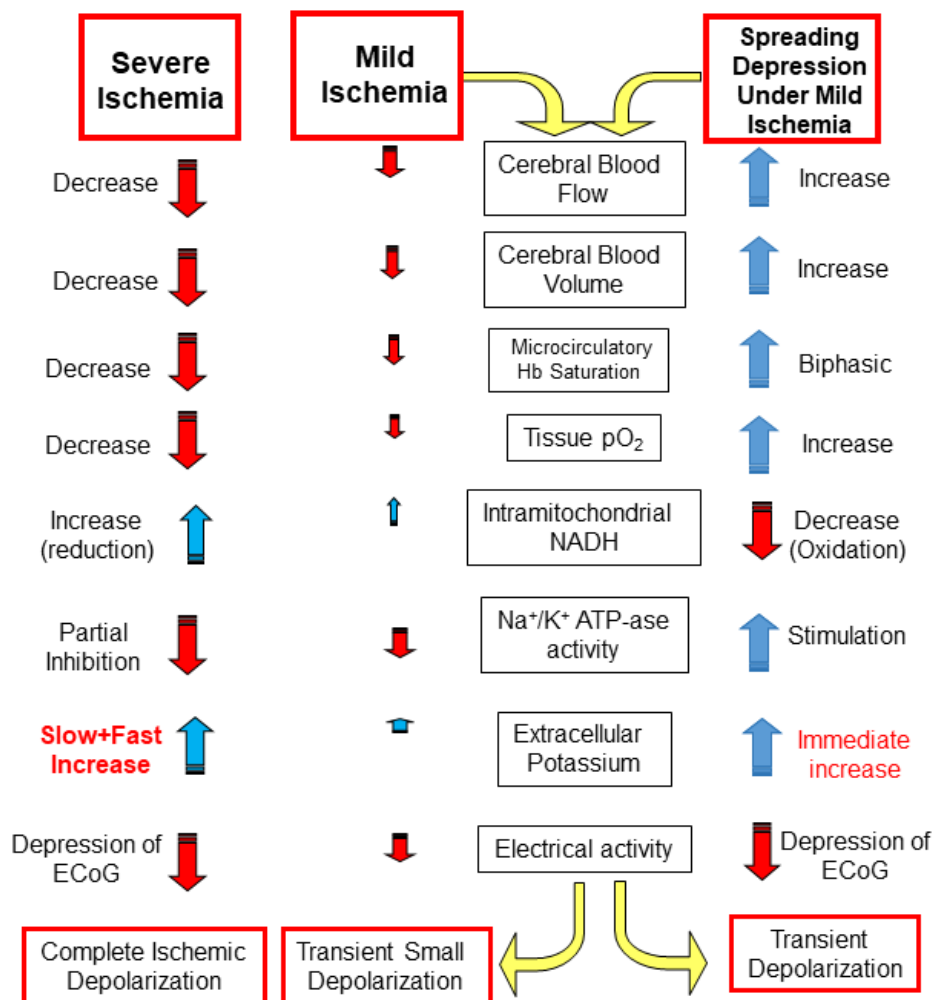 Severe
Ischemia
Mild
Ischemia
Spreading
Depression
Under Mild
Ischemia
Decrease
Cerebral Blood
Flow
Increase
Decrease
Cerebral Blood
Volume
Increase
Decrease
Microcirculatory
Hb Saturation
Biphasic
Decrease
Tissue pO₂
Increase
Increase
(reduction)
Intramitochondrial
NADH
Decrease
(Oxidation)
Partial
Inhibition
Na⁺/K⁺ ATP-ase
activity
Stimulation
Slow+Fast
Increase
Extracellular
Potassium
Immediate
increase
Depression of
ECoG
Electrical activity
Depression of
ECoG
Complete Ischemic
Depolarization
Transient Small
Depolarization
Transient
Depolarization